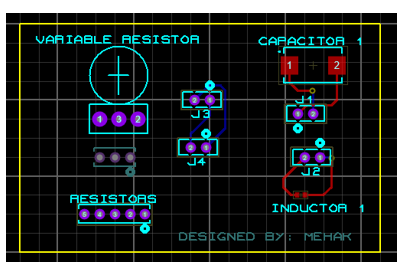 VARIABLE RESISTOR
CAPACITOR 1
1 2
J1
1 3 2
J3
J4
J2
RESISTORS
INDUCTOR 1
DESIGNED BY: MEHAK